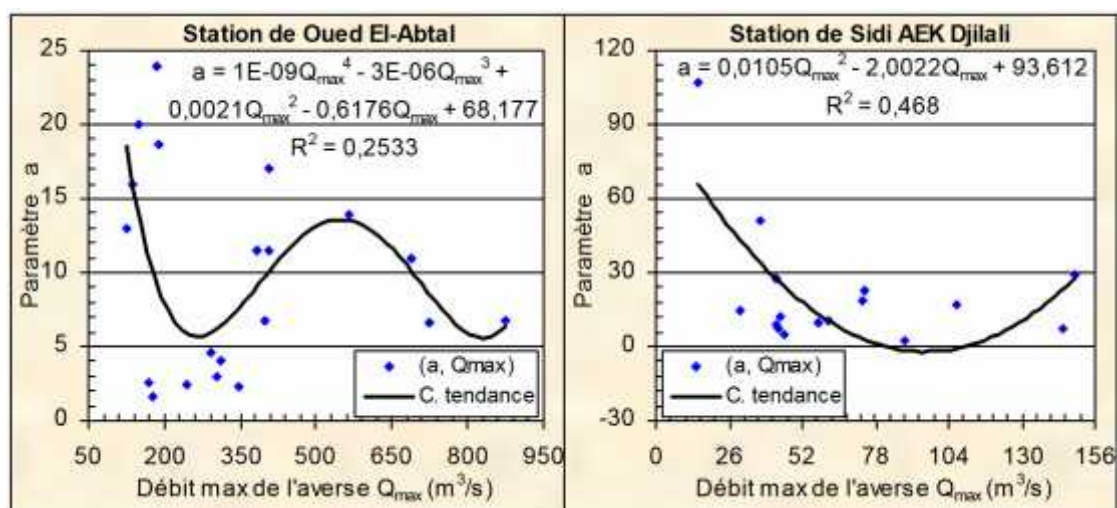 Station de Oued El-Abtal
a = 1E-09Qmax⁴ - 3E-06Qmax³ +
0,0021Qmax² - 0,6176Qmax + 68,177
R² = 0,2533
Paramètre a
25
20
15
10
5
0
(a, Qmax)
C. tendance
50 200 350 500 650 800 950
Débit max de l'averse Qmax (m³/s)
Station de Sidi AEK Djilali
a = 0,0105Qmax² - 2,0022Qmax + 93,612
R² = 0,468
Paramètre a
120
90
60
30
0
-30
(a, Qmax)
C. tendance
0 26 52 78 104 130 156
Débit max de l'averse Qmax (m³/s)